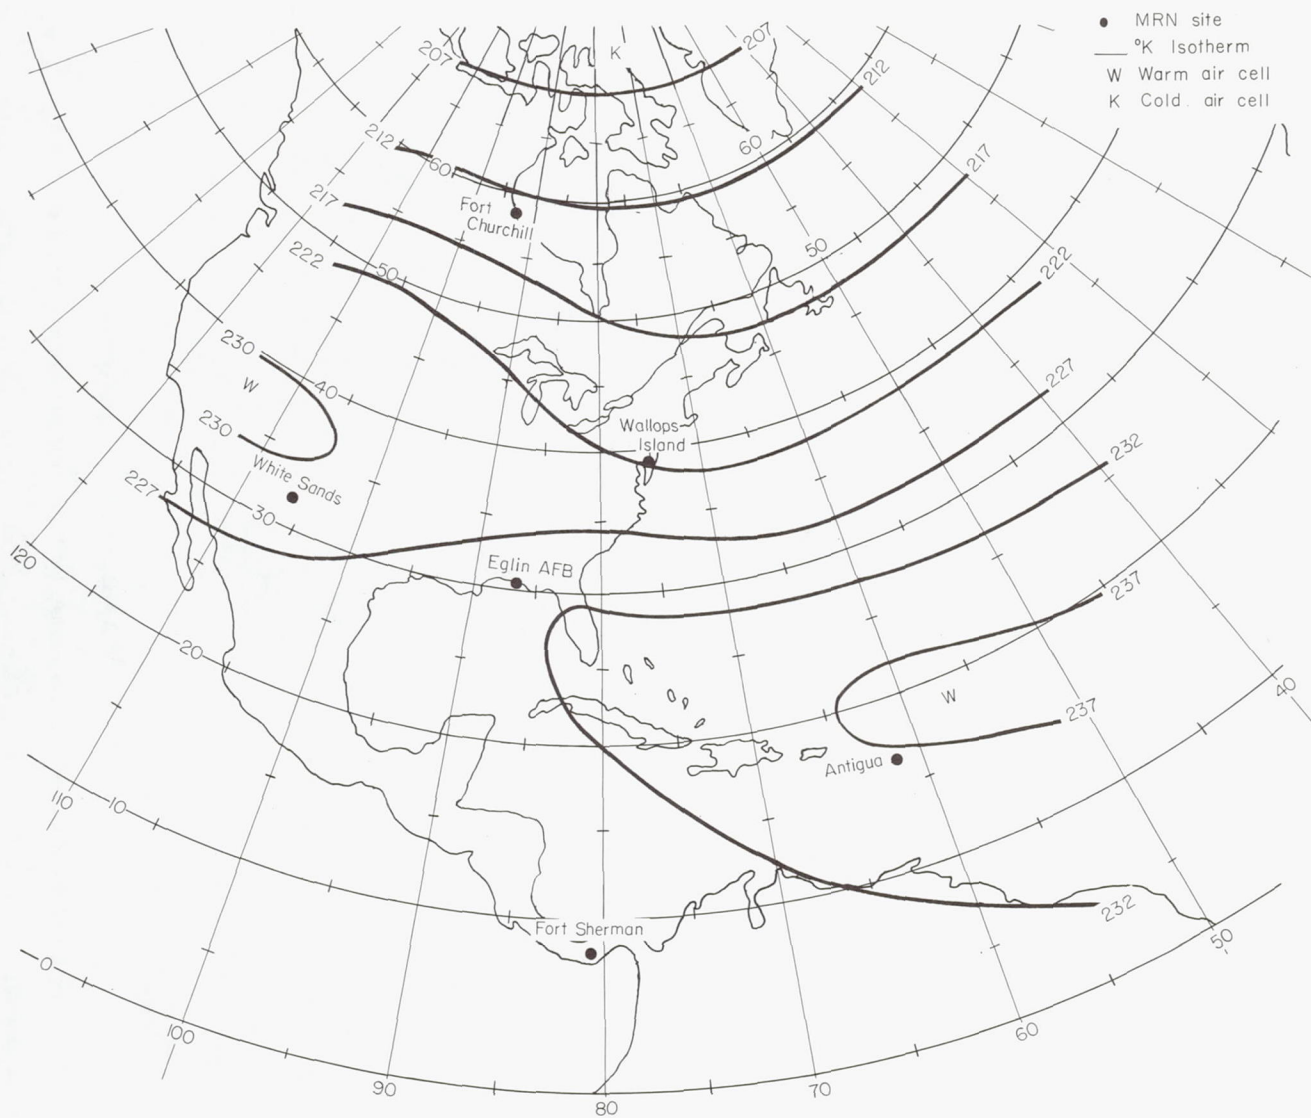 MRN site
°K Isotherm
W Warm air cell
K Cold air cell
207
K
207
212
212
60
60
217
217
Fort
Churchill
50
222
50
222
230
W
40
227
230
Wallops
Island
232
White Sands
227
30
120
Eglin AFB
237
20
40
W
237
Antigua
110
10
232
Fort Sherman
50
0
100
60
90
70
80